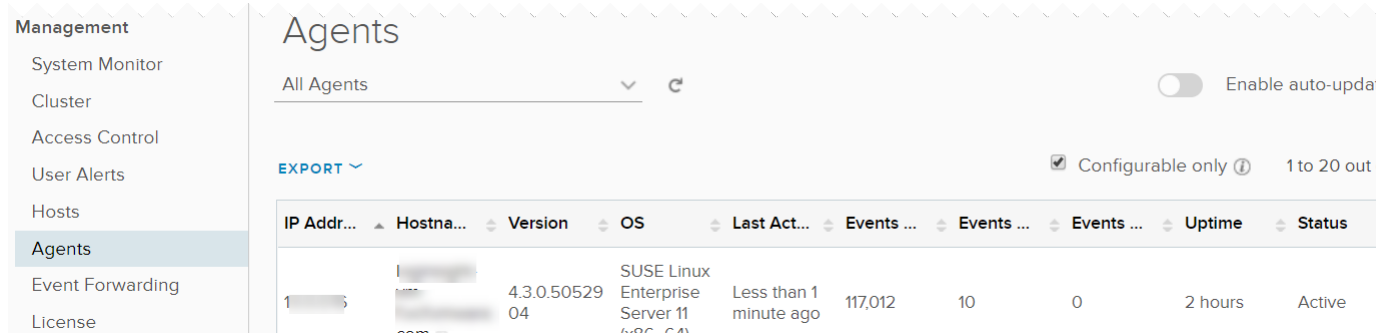 Management
System Monitor
Cluster
Access Control
User Alerts
Hosts
Agents
Event Forwarding
License
Agents
All Agents
Enable auto-upda
EXPORT
Configurable only
1 to 20 out
IP Addr... Hostna... Version OS Last Act... Events ... Events ... Events ... Uptime Status
4.3.0.50529
04
SUSE Linux
Enterprise
Server 11
(x86_64)
Less than 1
minute ago
117,012
10
0
2 hours
Active